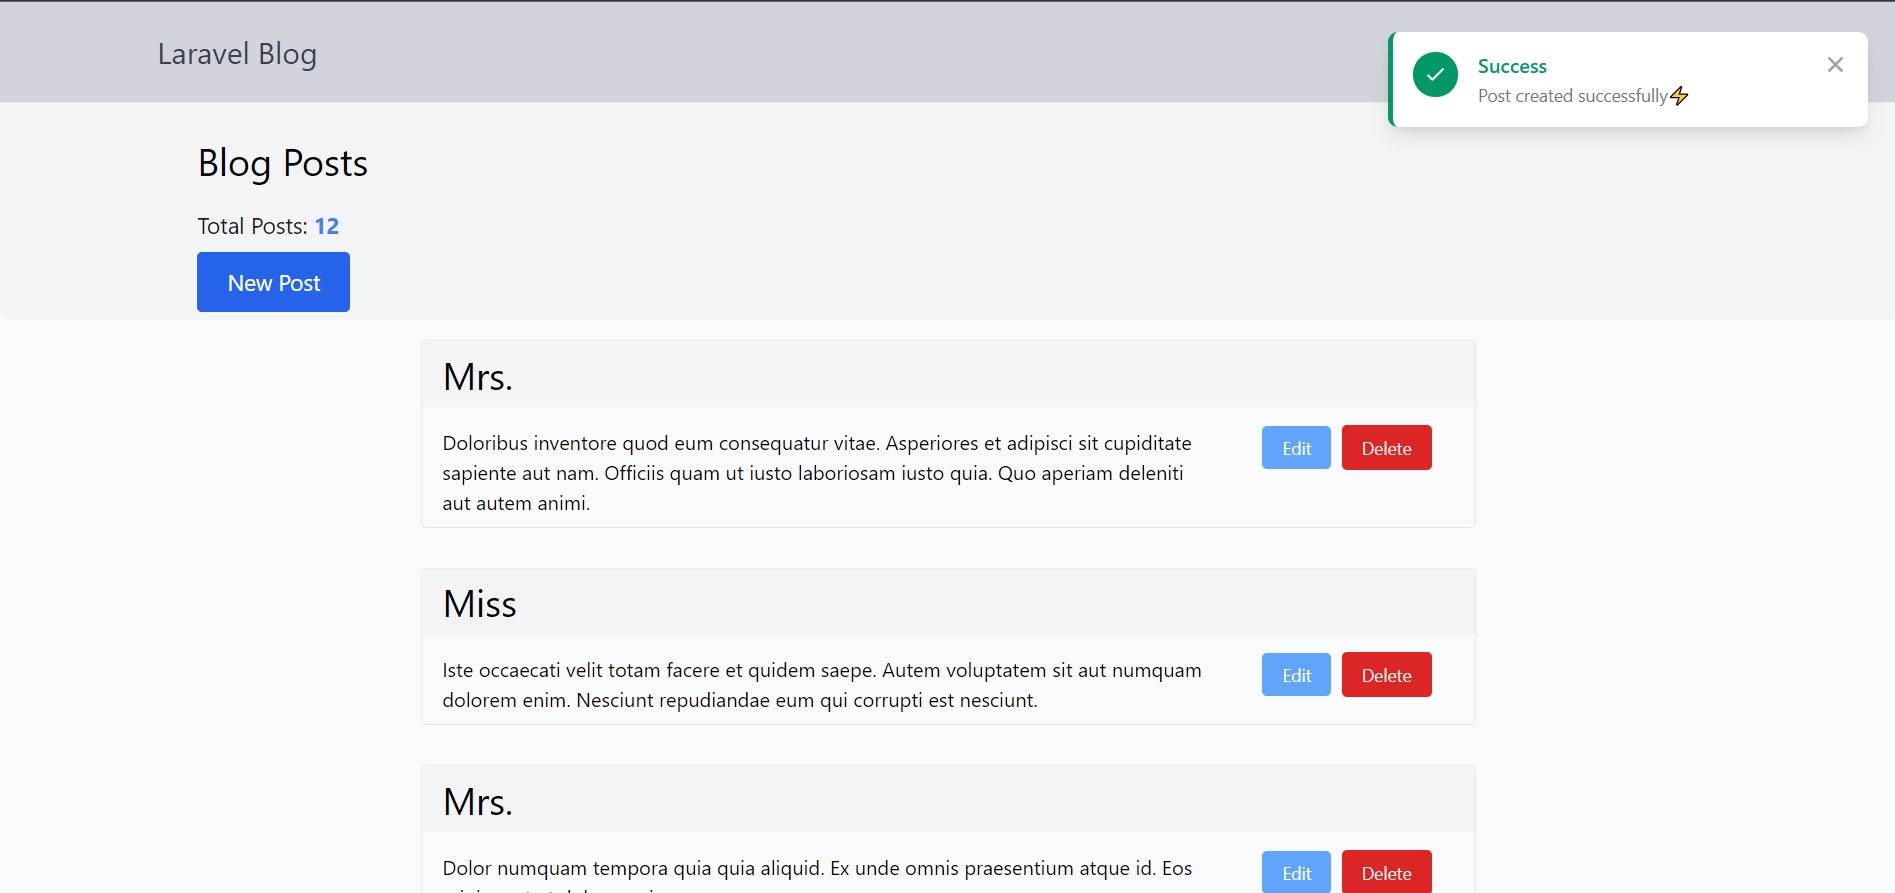 Laravel Blog
Success
Post created successfully⚡
Blog Posts
Total Posts: 12
New Post
Mrs.
Doloribus inventore quod eum consequatur vitae. Asperiores et adipisci sit cupiditate
sapiente aut nam. Officiis quam ut iusto laboriosam iusto quia. Quo aperiam deleniti
aut autem animi.
Edit Delete
Miss
Iste occaecati velit totam facere et quidem saepe. Autem voluptatem sit aut numquam
dolorem enim. Nesciunt repudiandae eum qui corrupti est nesciunt.
Edit Delete
Mrs.
Dolor numquam tempora quia quia aliquid. Ex unde omnis praesentium atque id. Eos
Edit Delete